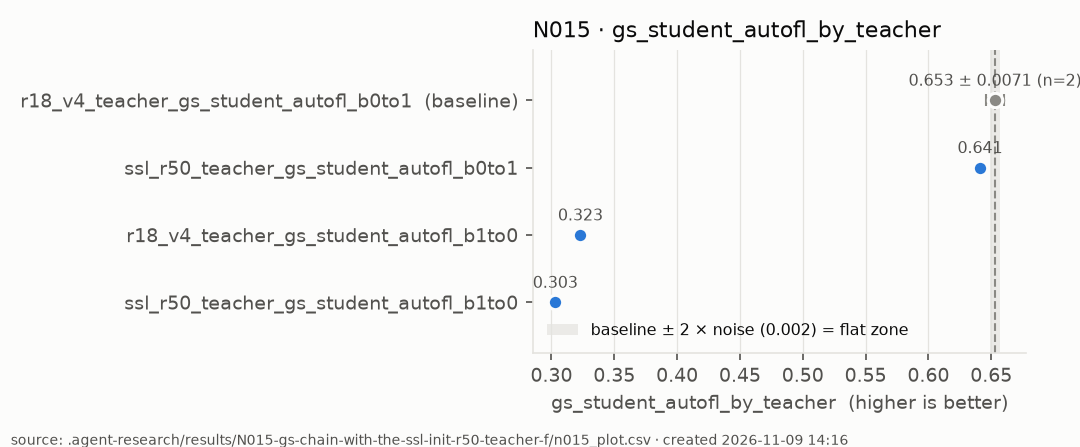 N015 · gs_student_autofl_by_teacher
0.653 ± 0.0071 (n=2)
r18_v4_teacher_gs_student_autofl_b0to1 (baseline)
0.641
ssl_r50_teacher_gs_student_autofl_b0to1
0.323
r18_v4_teacher_gs_student_autofl_b1to0
0.303
ssl_r50_teacher_gs_student_autofl_b1to0
baseline ± 2 × noise (0.002) = flat zone
0.30 0.35 0.40 0.45 0.50 0.55 0.60 0.65
gs_student_autofl_by_teacher (higher is better)
source: .agent-research/results/N015-gs-chain-with-the-ssl-init-r50-teacher-f/n015_plot.csv · created 2026-11-09 14:16